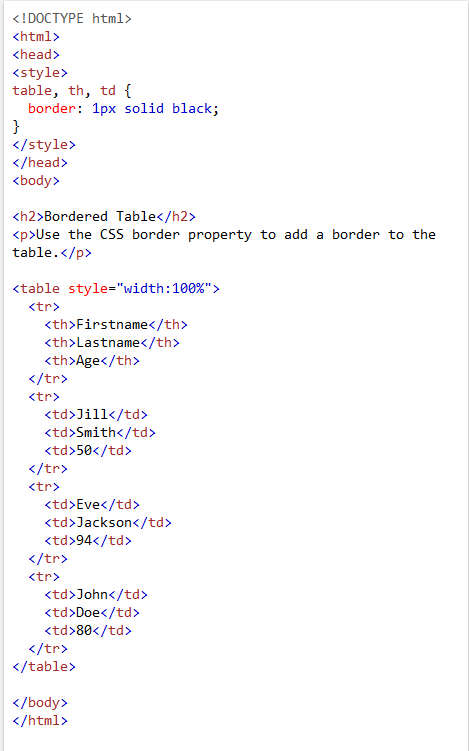 <!DOCTYPE html>
<html>
<head>
<style>
table, th, td {
  border: 1px solid black;
}
</style>
</head>
<body>

<h2>Bordered Table</h2>
<p>Use the CSS border property to add a border to the
table.</p>

<table style="width:100%">
  <tr>
    <th>Firstname</th>
    <th>Lastname</th>
    <th>Age</th>
  </tr>
  <tr>
    <td>Jill</td>
    <td>Smith</td>
    <td>50</td>
  </tr>
  <tr>
    <td>Eve</td>
    <td>Jackson</td>
    <td>94</td>
  </tr>
  <tr>
    <td>John</td>
    <td>Doe</td>
    <td>80</td>
  </tr>
</table>

</body>
</html>